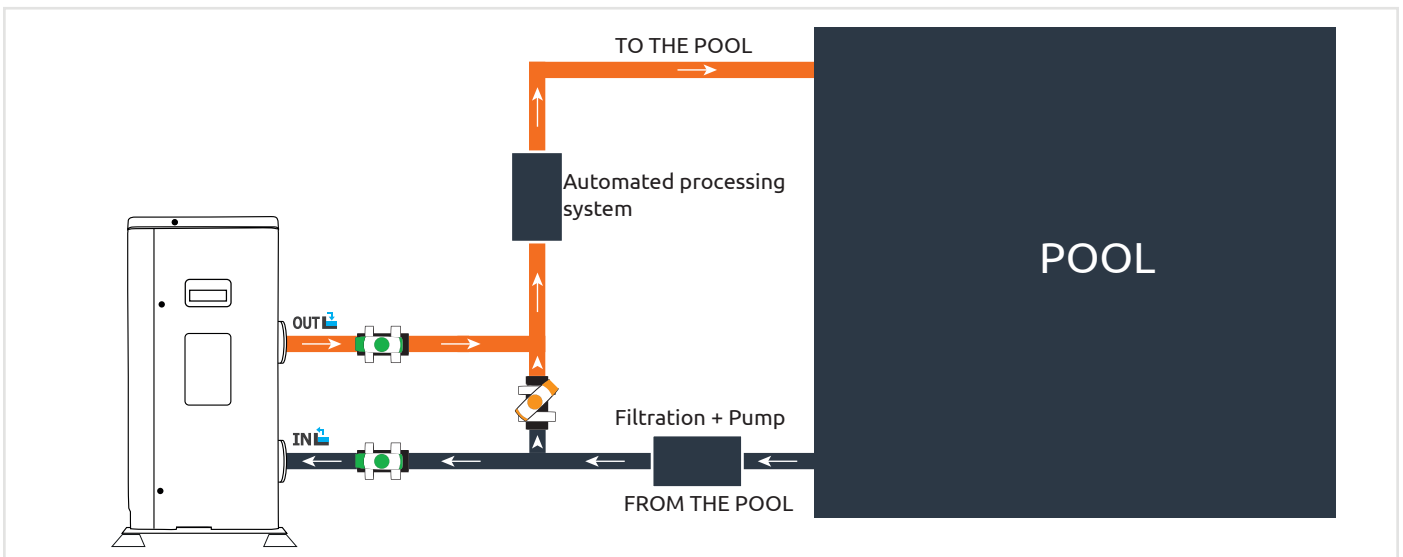 TO THE POOL
Automated processing
system
POOL
OUT
IN
Filtration + Pump
FROM THE POOL